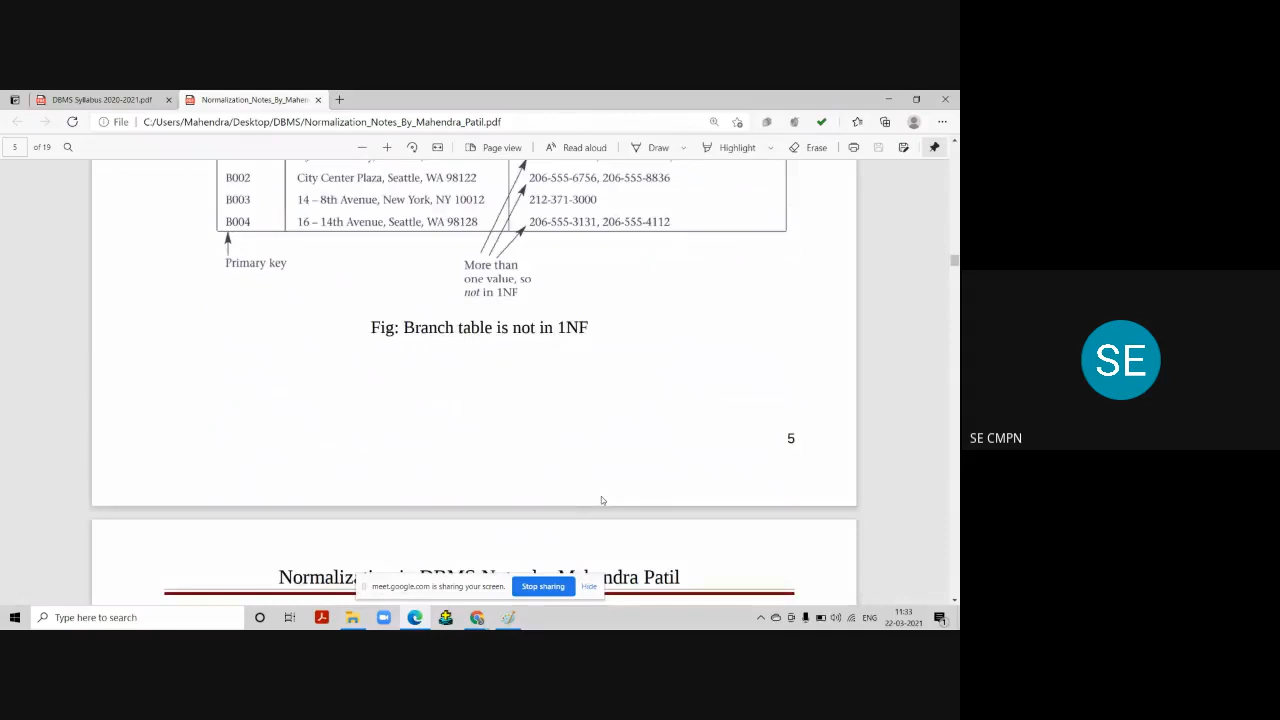 DBMS Syllabus 2020-2021.pdf
Normalization_Notes_By_Mahen
File
C:/Users/Mahendra/Desktop/DBMS/Normalization_Notes_By_Mahendra_Patil.pdf
5 of 19
Page view
Read aloud
Draw
Highlight
Erase
B002 City Center Plaza, Seattle, WA 98122 206-555-6756, 206-555-8836
B003 14 – 8th Avenue, New York, NY 10012 212-371-3000
B004 16 – 14th Avenue, Seattle, WA 98128 206-555-3131, 206-555-4112
Primary key
More than
one value, so
not in 1NF
Fig: Branch table is not in 1NF
5
Normaliza
ndra Patil
meet.google.com is sharing your screen.
Stop sharing
Hide
Type here to search
ENG
11:33
22-03-2021
SE
SE CMPN